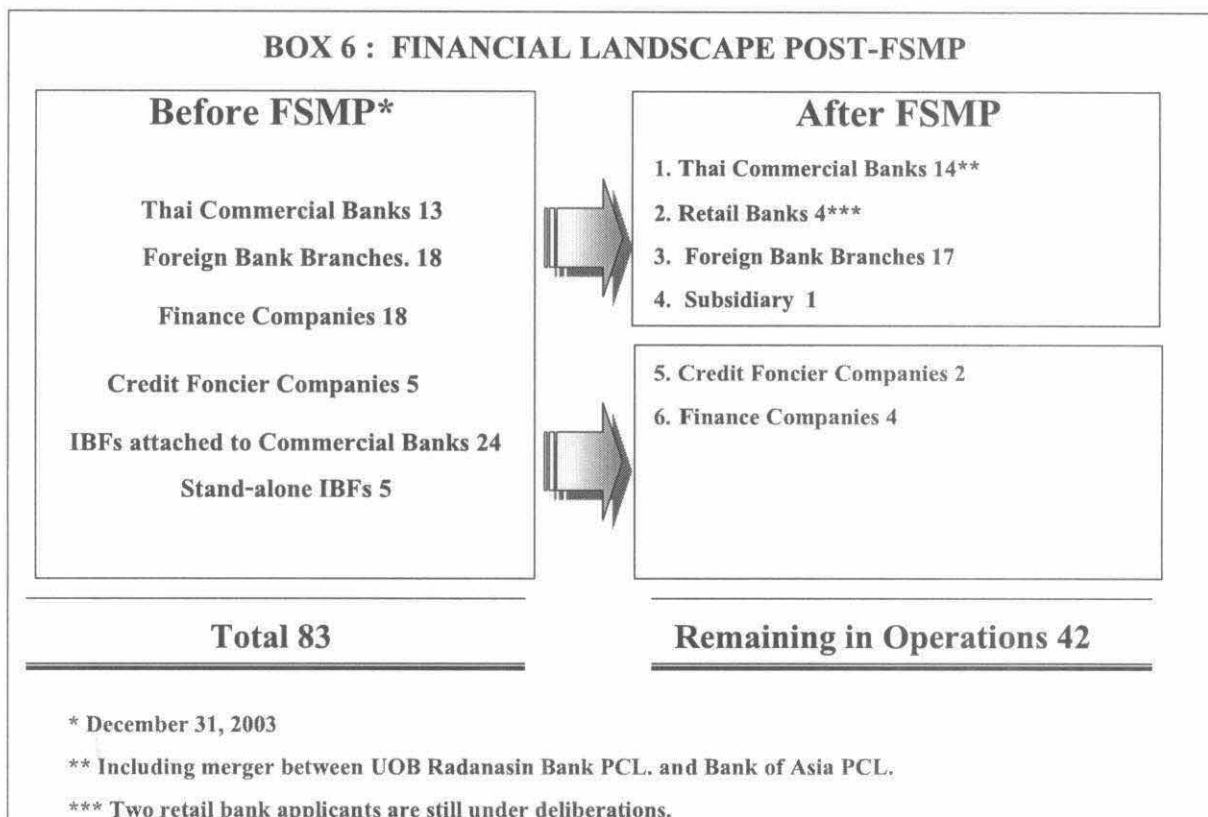 BOX 6 : FINANCIAL LANDSCAPE POST-FSMP
Before FSMP*
Thai Commercial Banks 13
Foreign Bank Branches. 18
Finance Companies 18
Credit Foncier Companies 5
IBFs attached to Commercial Banks 24
Stand-alone IBFs 5
Total 83
After FSMP
1. Thai Commercial Banks 14**
2. Retail Banks 4***
3. Foreign Bank Branches 17
4. Subsidiary 1
5. Credit Foncier Companies 2
6. Finance Companies 4
Remaining in Operations 42
* December 31, 2003
** Including merger between UOB Radanasin Bank PCL. and Bank of Asia PCL.
*** Two retail bank applicants are still under deliberations.